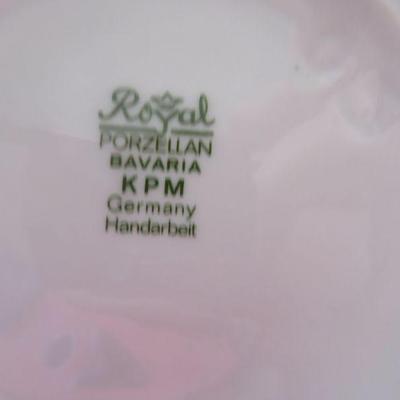 Royal
PORZELLAN
BAVARIA
KPM
Germany
Handarbeit